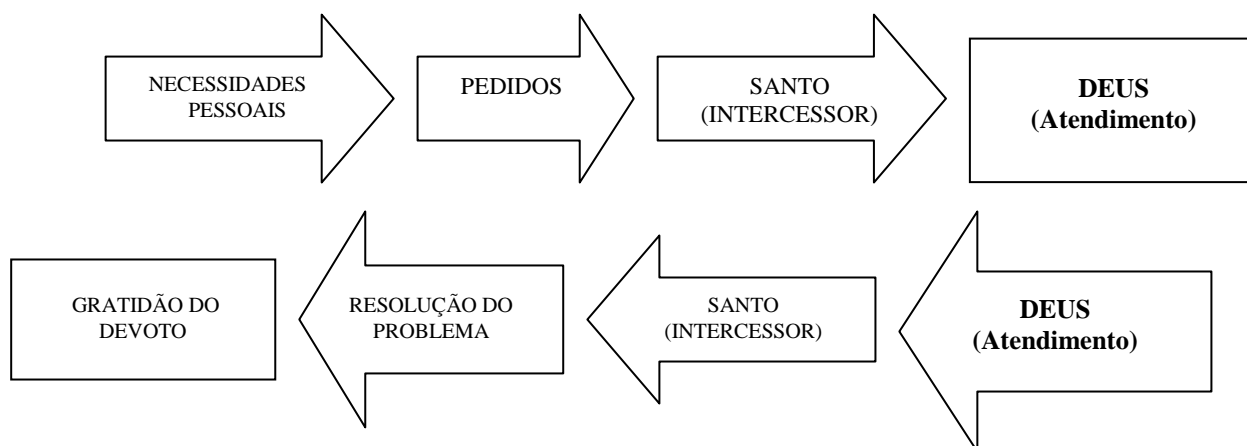 NECESSIDADES
PESSOAIS
PEDIDOS
SANTO
(INTERCESSOR)
DEUS
(Atendimento)
GRATIDÃO DO
DEVOTO
RESOLUÇÃO DO
PROBLEMA
SANTO
(INTERCESSOR)
DEUS
(Atendimento)